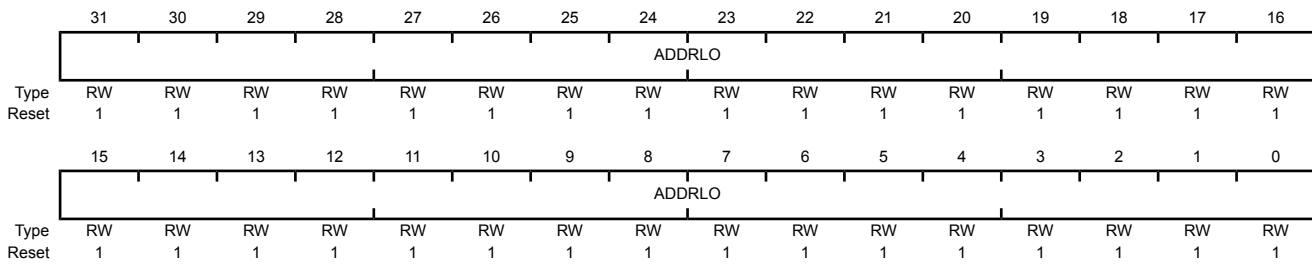 31 30 29 28 27 26 25 24 23 22 21 20 19 18 17 16
ADDRLO
Type RW RW RW RW RW RW RW RW RW RW RW RW RW RW RW RW
Reset 1 1 1 1 1 1 1 1 1 1 1 1 1 1 1 1
15 14 13 12 11 10 9 8 7 6 5 4 3 2 1 0
ADDRLO
Type RW RW RW RW RW RW RW RW RW RW RW RW RW RW RW RW
Reset 1 1 1 1 1 1 1 1 1 1 1 1 1 1 1 1